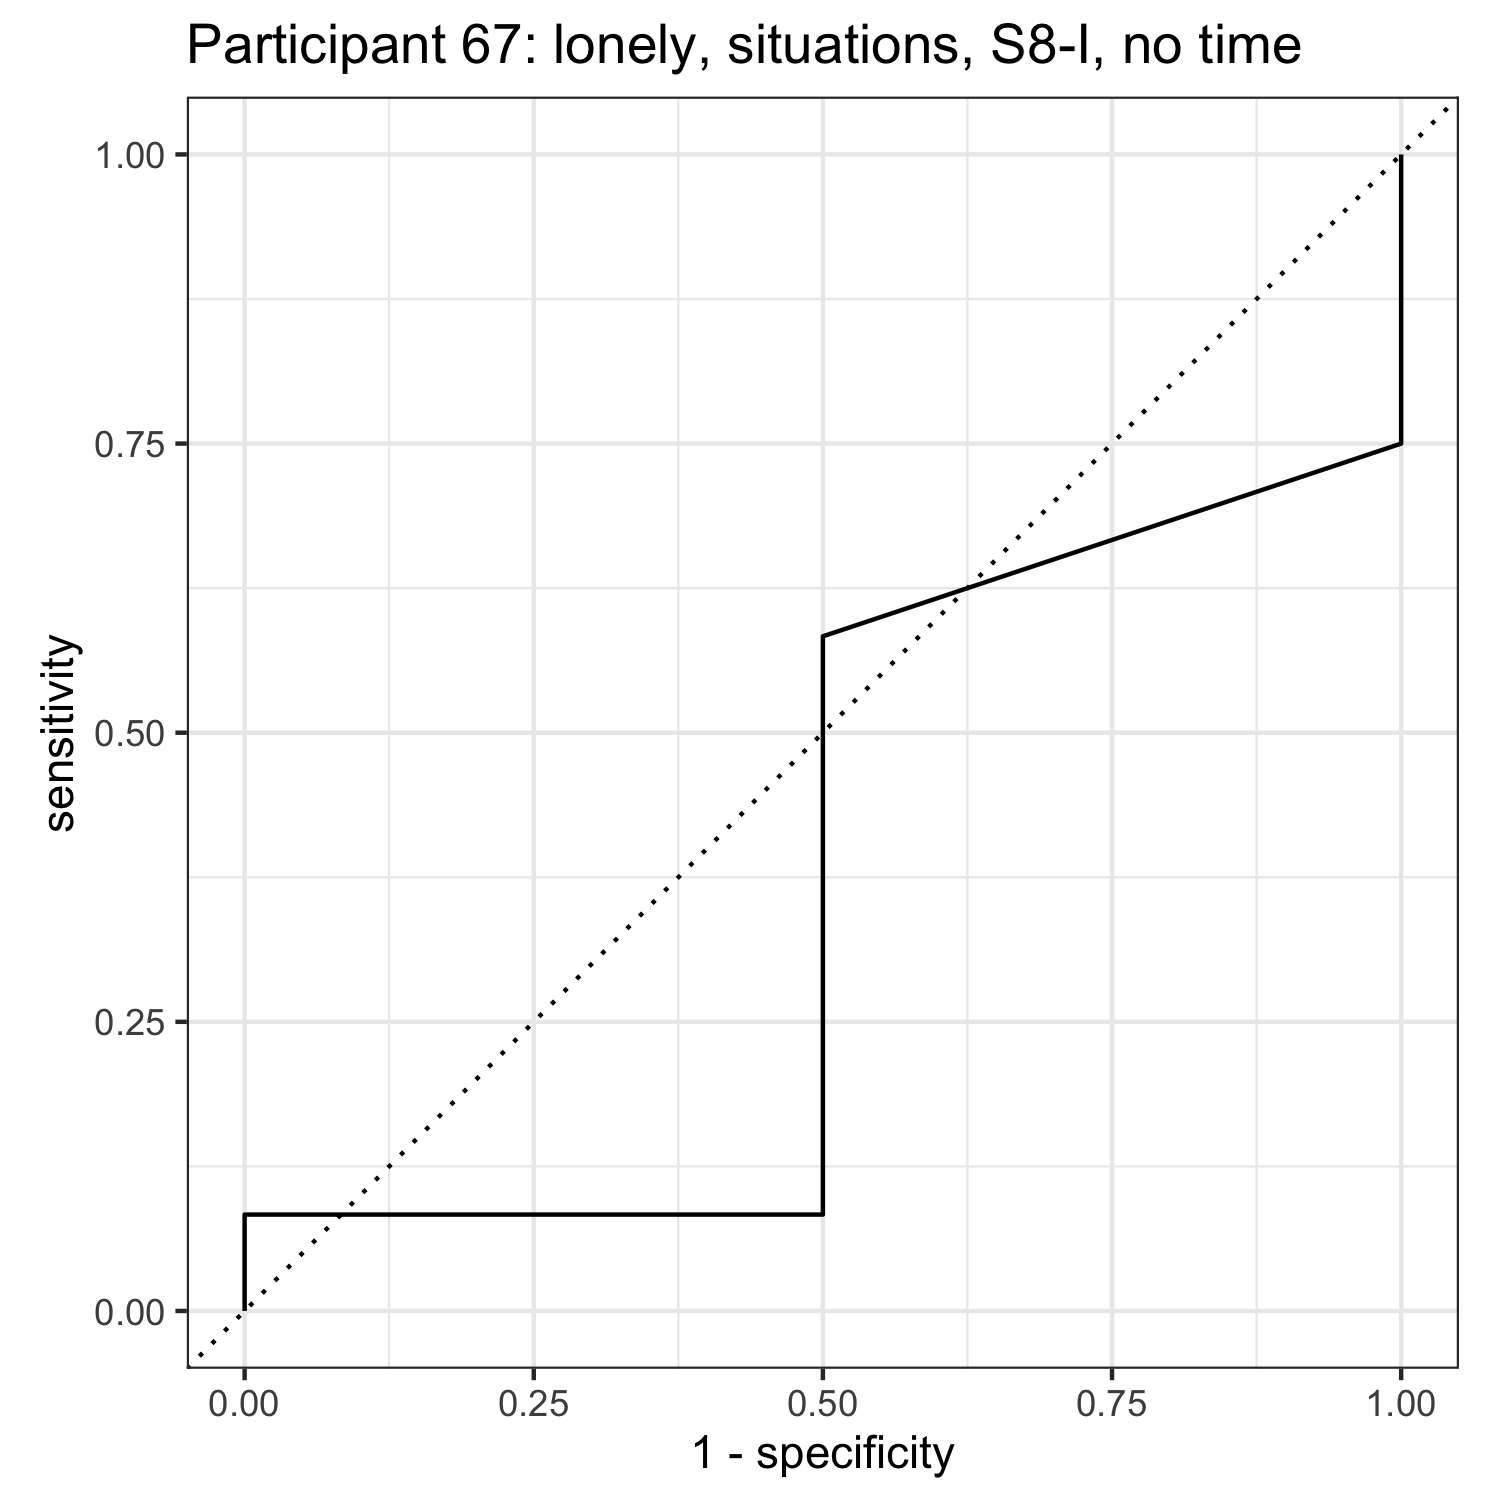 Participant 67: lonely, situations, S8-I, no time
1.00
0.75
0.50
0.25
0.00
sensitivity
0.00 0.25 0.50 0.75 1.00
1 - specificity